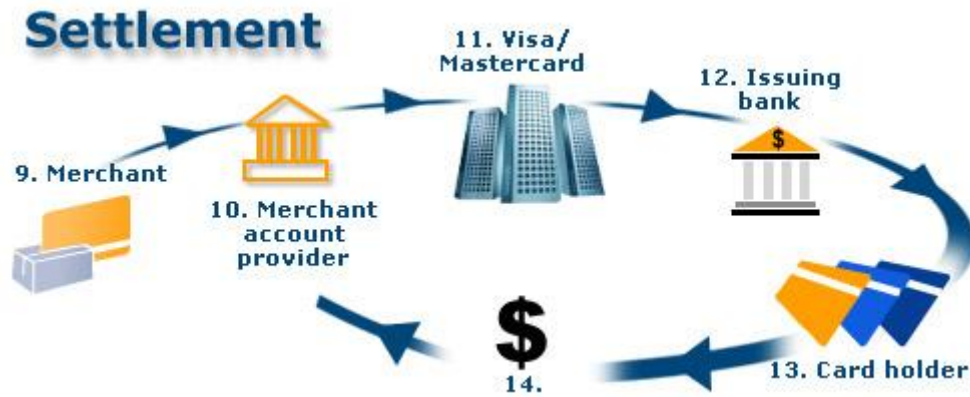 Settlement
9. Merchant
10. Merchant
account
provider
11. Visa/
Mastercard
12. Issuing
bank
$
13. Card holder
$
14.